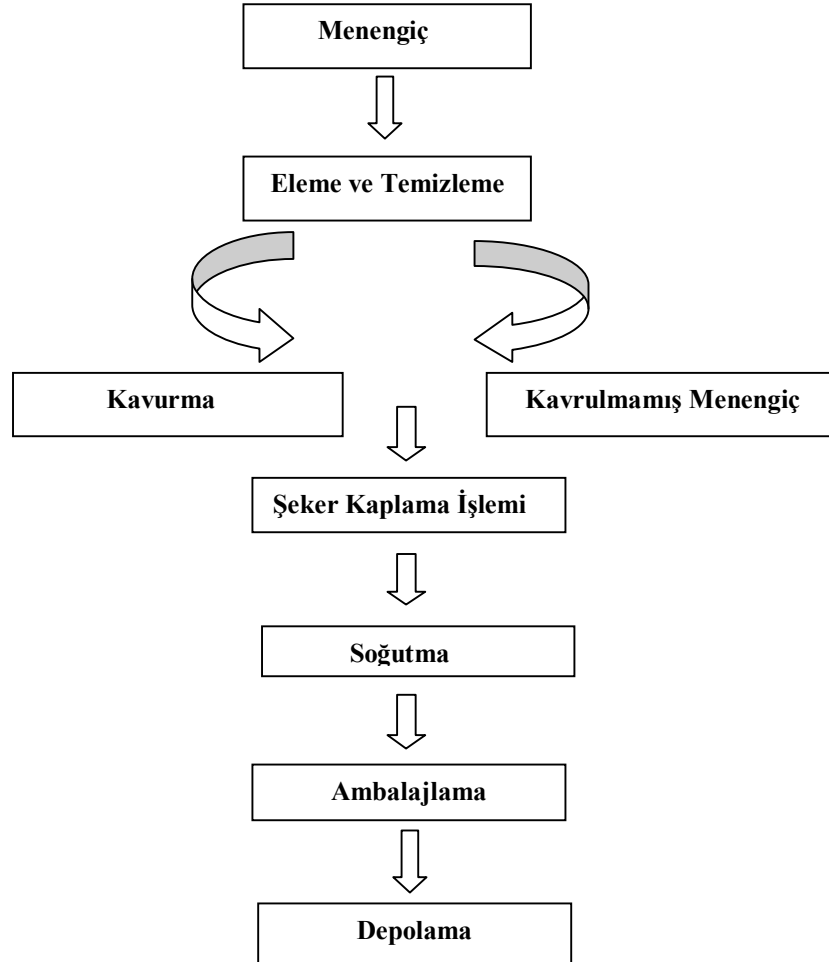 Menengiç
Eleme ve Temizleme
Kavurma
Kavrulmamış Menengiç
Şeker Kaplama İşlemi
Soğutma
Ambalajlama
Depolama